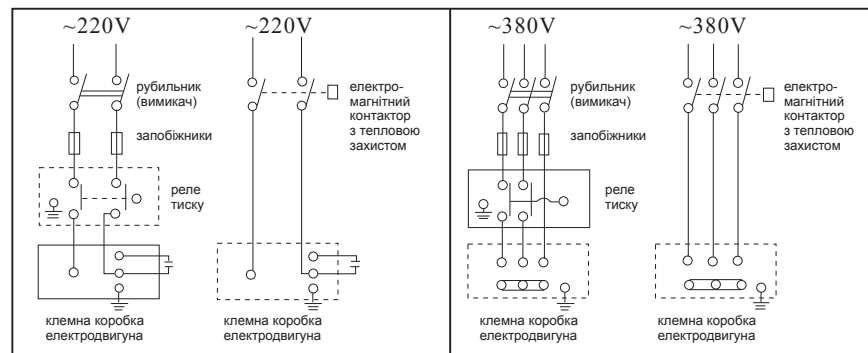 ~220V
~220V
рубильник
(вимикач)
запобіжники
реле
тиску
електро-
магнітний
контактор
з тепловою
захистом
клемна коробка
електродвигуна
клемна коробка
електродвигуна
~380V
~380V
рубильник
(вимикач)
запобіжники
реле
тиску
електро-
магнітний
контактор
з тепловою
захистом
клемна коробка
електродвигуна
клемна коробка
електродвигуна